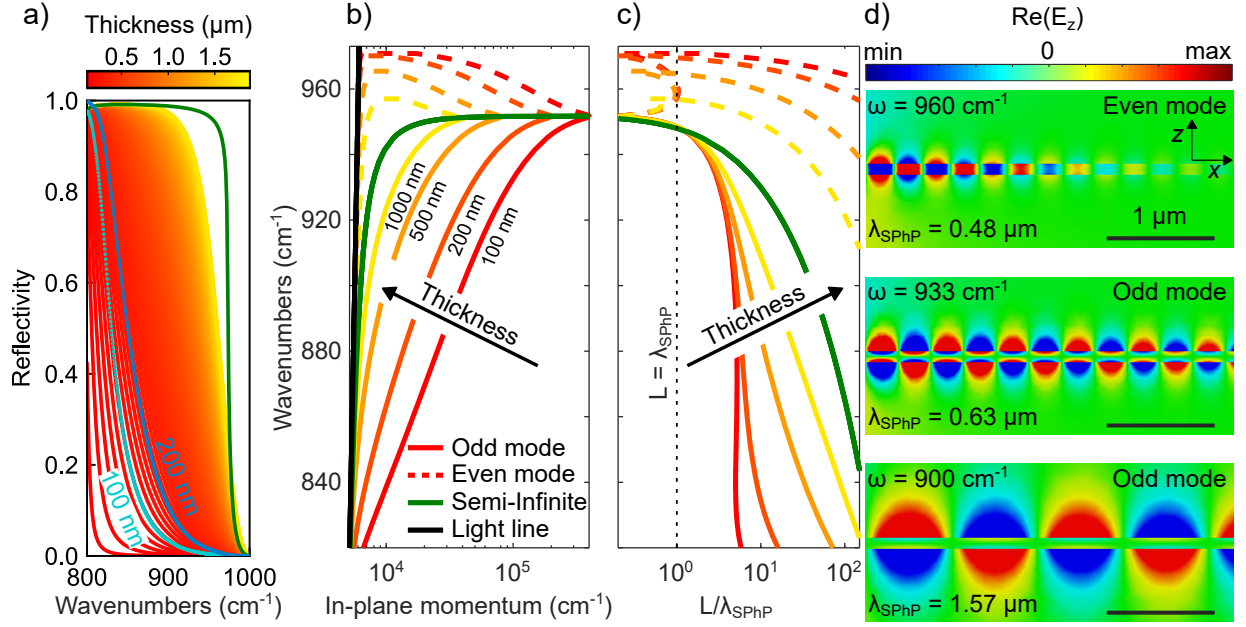 a)
Thickness (μm)
0.5 1.0 1.5
Reflectivity
1.0
0.8
0.6
0.4
0.2
0.0
100 nm
200 nm
800 900 1000
Wavenumbers (cm⁻¹)
b)
Wavenumbers (cm⁻¹)
960
920
880
840
1000 nm
500 nm
200 nm
100 nm
Thickness
Odd mode
Even mode
Semi-Infinite
Light line
10⁴ 10⁵
In-plane momentum (cm⁻¹)
c)
L = λSPhP
Thickness
10⁰ 10¹ 10²
L/λSPhP
d)
Re(E_z)
min 0 max
ω = 960 cm⁻¹ Even mode
z
x
λSPhP = 0.48 μm
1 μm
ω = 933 cm⁻¹ Odd mode
λSPhP = 0.63 μm
ω = 900 cm⁻¹ Odd mode
λSPhP = 1.57 μm